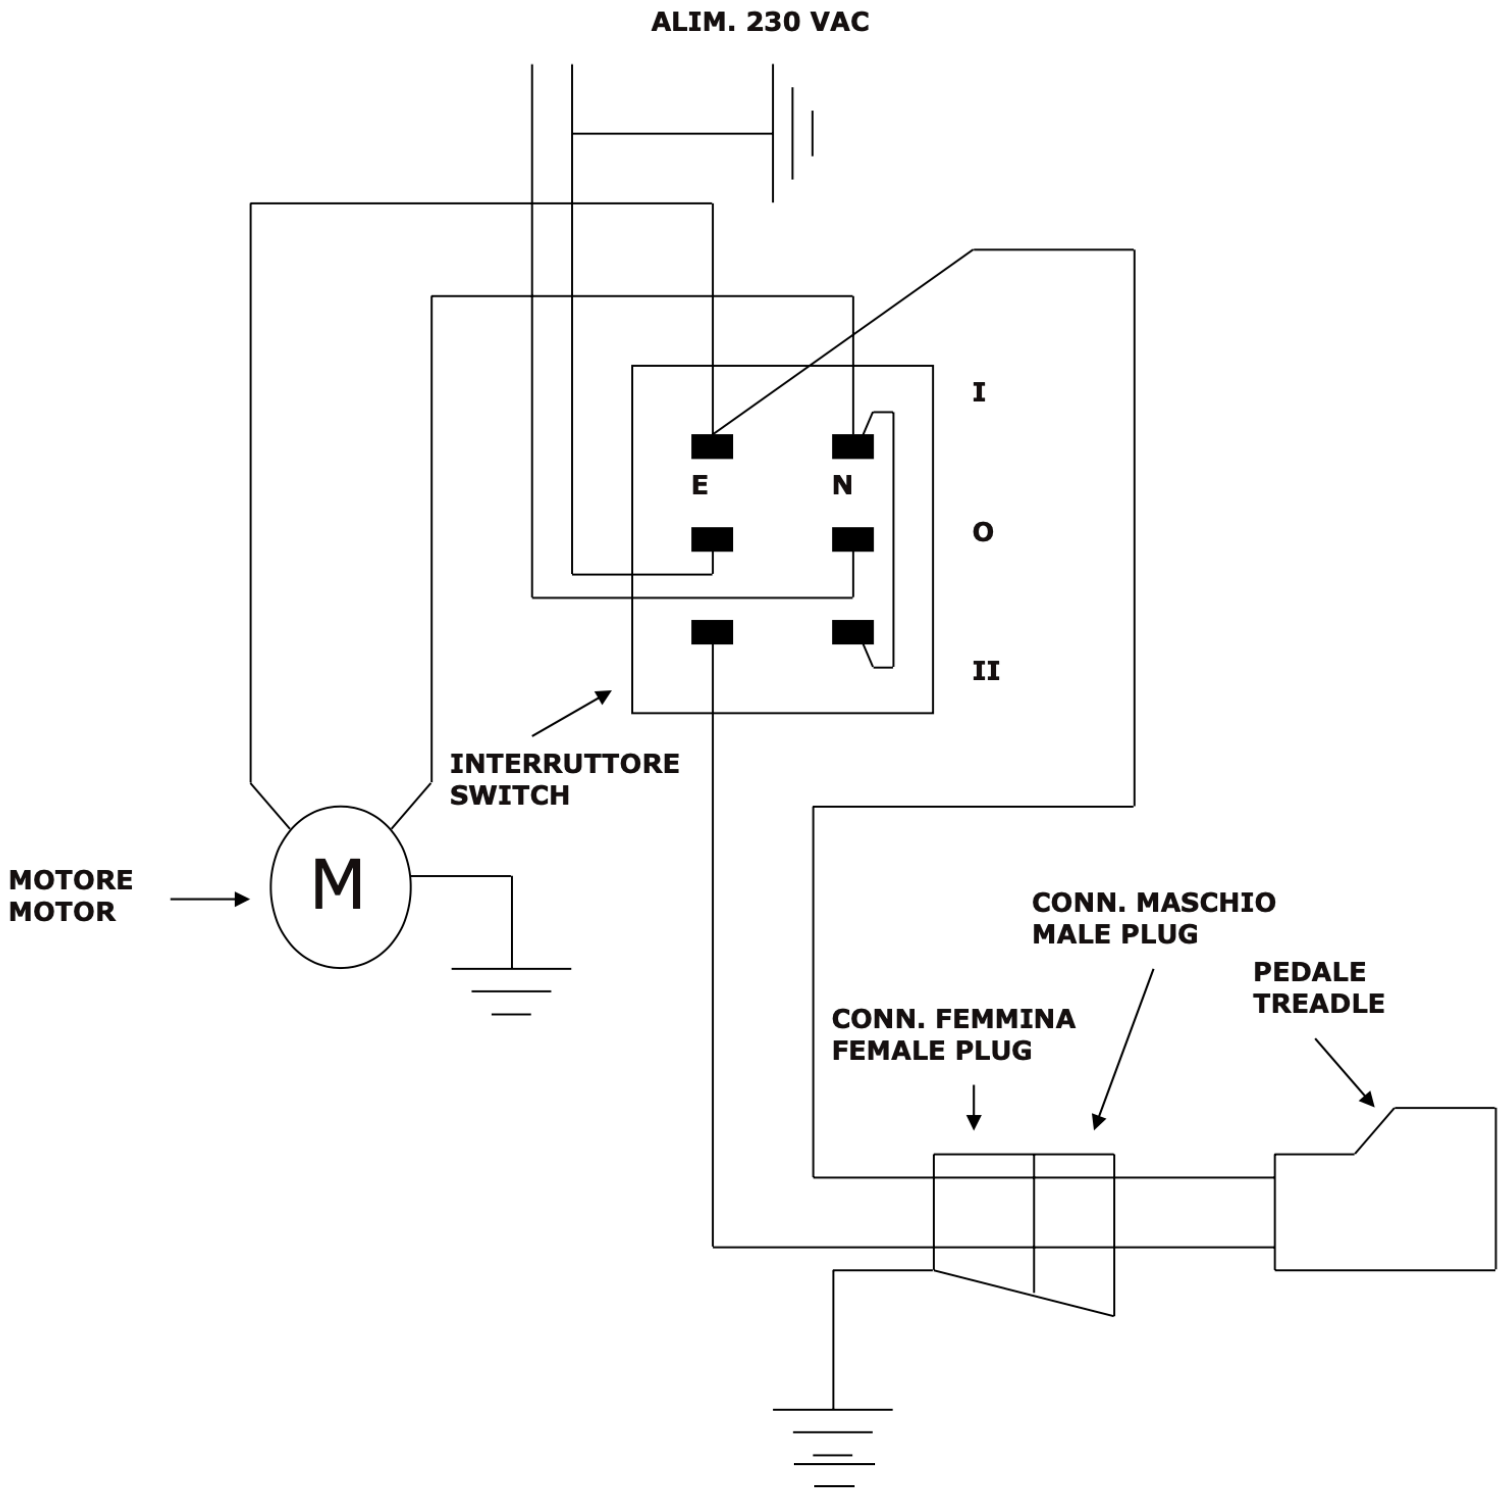 ALIM. 230 VAC
I
E
N
O
II
INTERRUTTORE
SWITCH
MOTORE
MOTOR
M
CONN. MASCHIO
MALE PLUG
PEDALE
TREADLE
CONN. FEMMINA
FEMALE PLUG